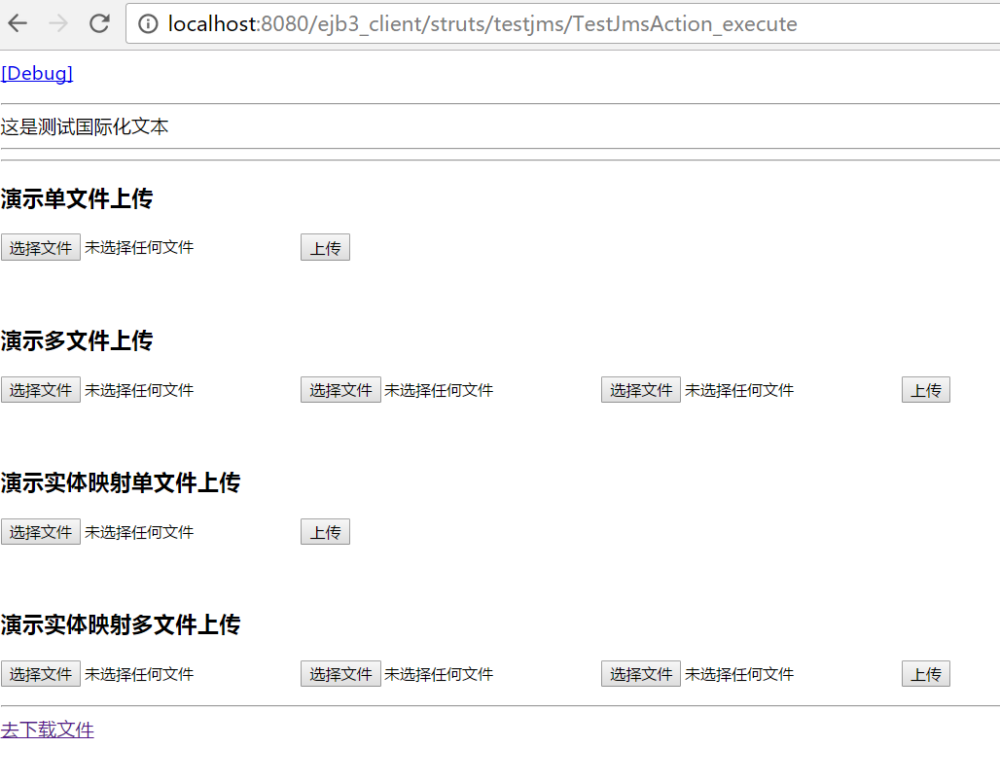 localhost:8080/ejb3_client/struts/testjms/TestJmsAction_execute
[Debug]
这是测试国际化文本
演示单文件上传
选择文件 未选择任何文件 上传
演示多文件上传
选择文件 未选择任何文件 选择文件 未选择任何文件 选择文件 未选择任何文件 上传
演示实体映射单文件上传
选择文件 未选择任何文件 上传
演示实体映射多文件上传
选择文件 未选择任何文件 选择文件 未选择任何文件 选择文件 未选择任何文件 上传
去下载文件